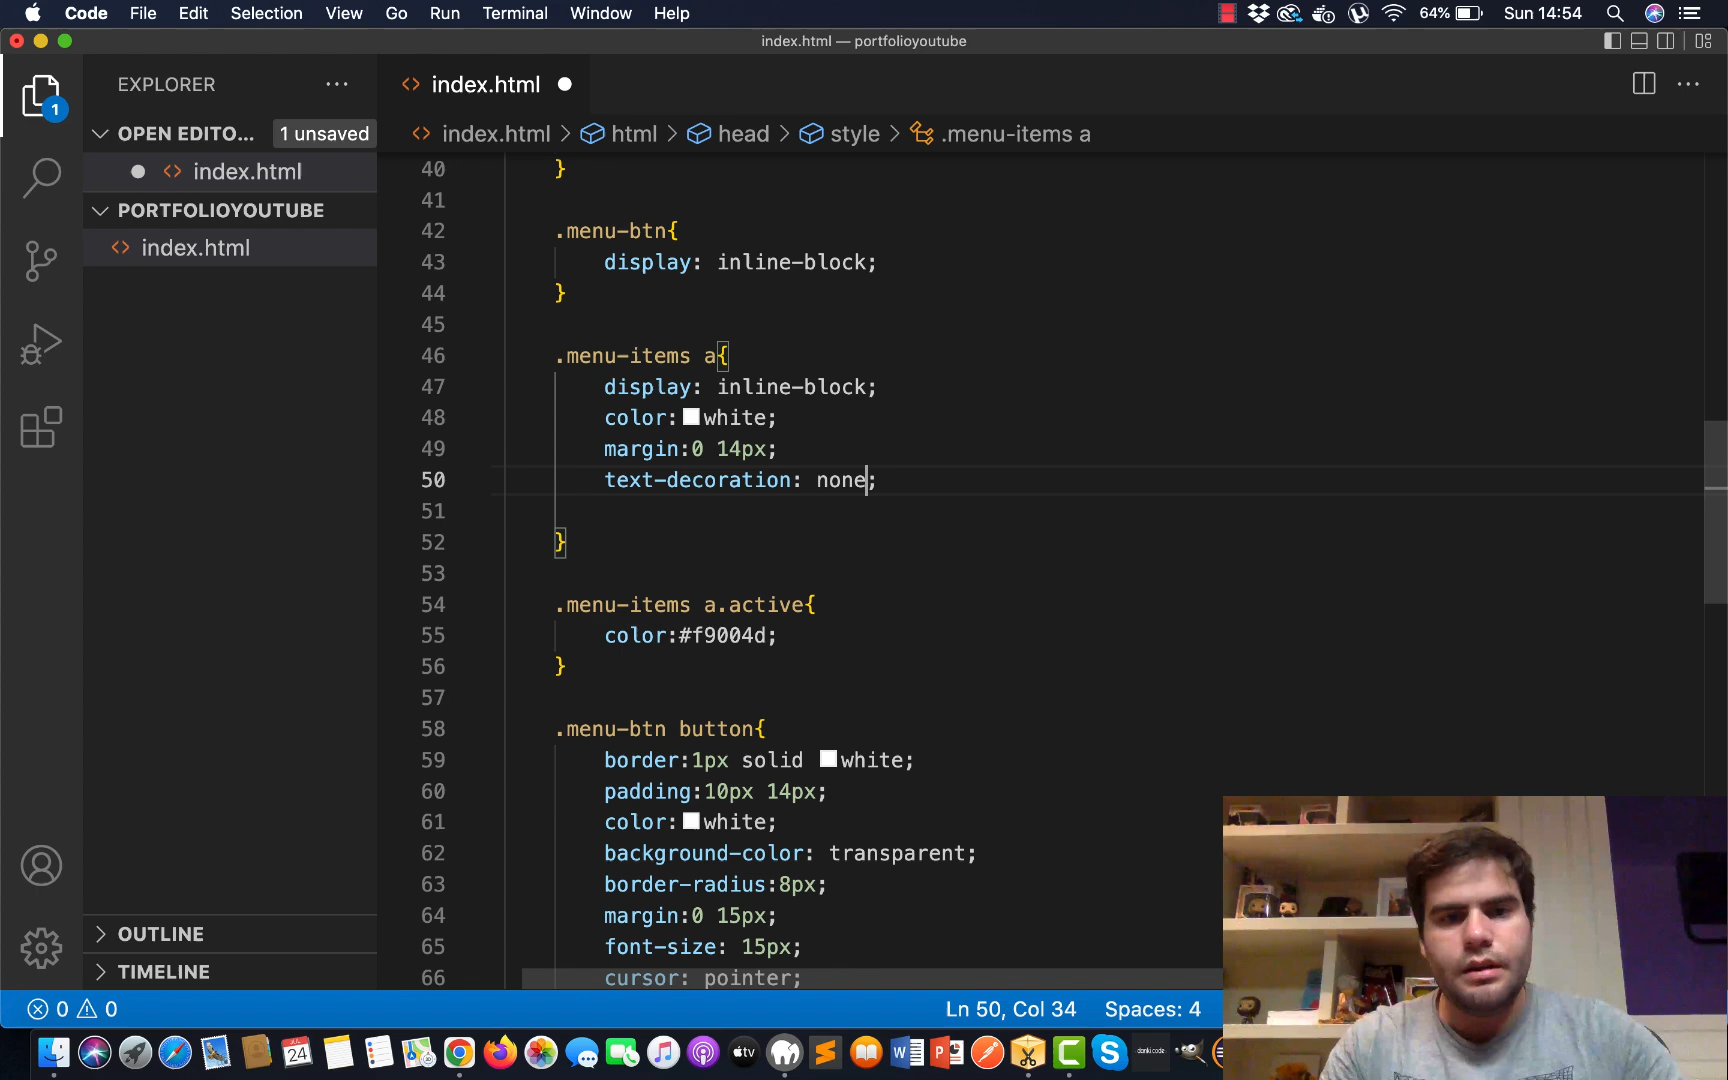 Code File Edit Selection View Go Run Terminal Window Help 64% Sun 14:54
index.html — portfolioyoutube
EXPLORER
index.html
OPEN EDITO... 1 unsaved
index.html > html > head > style > .menu-items a
index.html
PORTFOLIOYOUTUBE
index.html
40 }
41
42 .menu-btn{
43 display: inline-block;
44 }
45
46 .menu-items a{
47 display: inline-block;
48 color: white;
49 margin:0 14px;
50 text-decoration: none;
51
52 }
53
54 .menu-items a.active{
55 color:#f9004d;
56 }
57
58 .menu-btn button{
59 border:1px solid white;
60 padding:10px 14px;
61 color: white;
62 background-color: transparent;
63 border-radius:8px;
64 margin:0 15px;
65 font-size: 15px;
66 cursor: pointer;
OUTLINE
TIMELINE
0 0 Ln 50, Col 34 Spaces: 4
1
JUL
24
tv
W
P
S
danki code